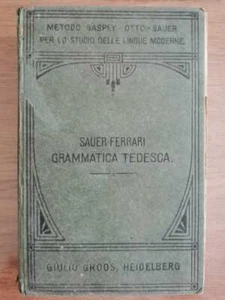 METODO GASPEY-OTTO-SAUER
PER LO STUDIO DELLE LINGUE MODERNE.
SAUER-FERRARI
GRAMMATICA TEDESCA.
GIULIO GROOS, HEIDELBERG